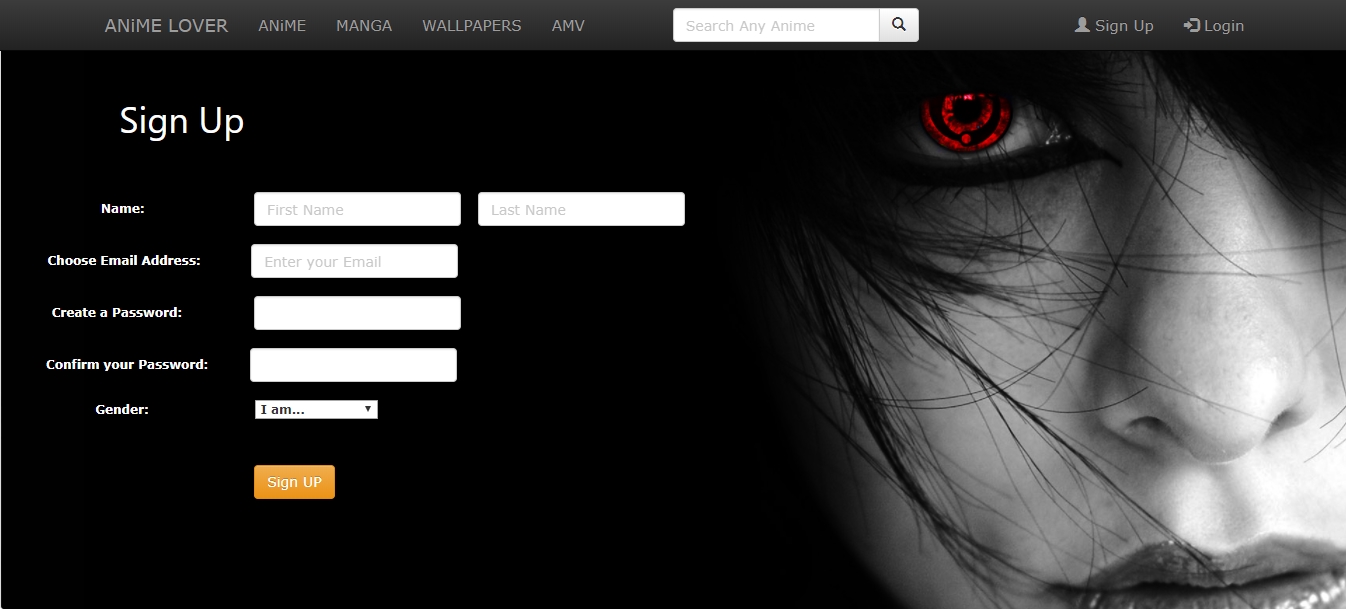 ANiME LOVER ANiME MANGA WALLPAPERS AMV Search Any Anime Sign Up Login
Sign Up
Name: First Name Last Name
Choose Email Address: Enter your Email
Create a Password:
Confirm your Password:
Gender: I am...
Sign UP